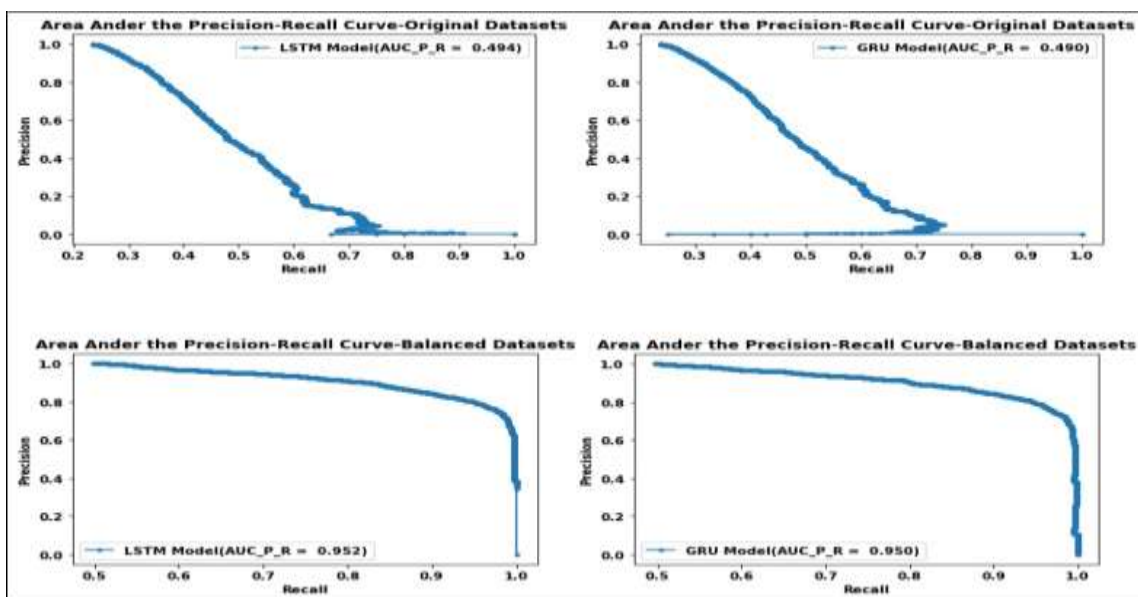 Area Ander the Precision-Recall Curve-Original Datasets
LSTM Model(AUC_P_R = 0.494)
Precision
1.0
0.8
0.6
0.4
0.2
0.0
0.2 0.3 0.4 0.5 0.6 0.7 0.8 0.9 1.0
Recall
Area Ander the Precision-Recall Curve-Original Datasets
GRU Model(AUC_P_R = 0.490)
Precision
1.0
0.8
0.6
0.4
0.2
0.0
0.3 0.4 0.5 0.6 0.7 0.8 0.9 1.0
Recall
Area Ander the Precision-Recall Curve-Balanced Datasets
Precision
1.0
0.8
0.6
0.4
0.2
0.0
LSTM Model(AUC_P_R = 0.952)
0.5 0.6 0.7 0.8 0.9 1.0
Recall
Area Ander the Precision-Recall Curve-Balanced Datasets
Precision
1.0
0.8
0.6
0.4
0.2
0.0
GRU Model(AUC_P_R = 0.950)
0.5 0.6 0.7 0.8 0.9 1.0
Recall